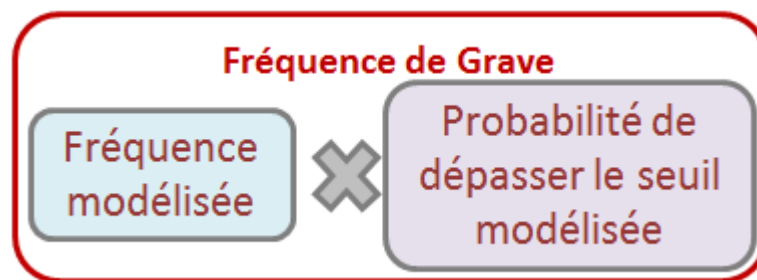 Fréquence de Grave
Fréquence
modélisée
Probabilité de
dépasser le seuil
modélisée